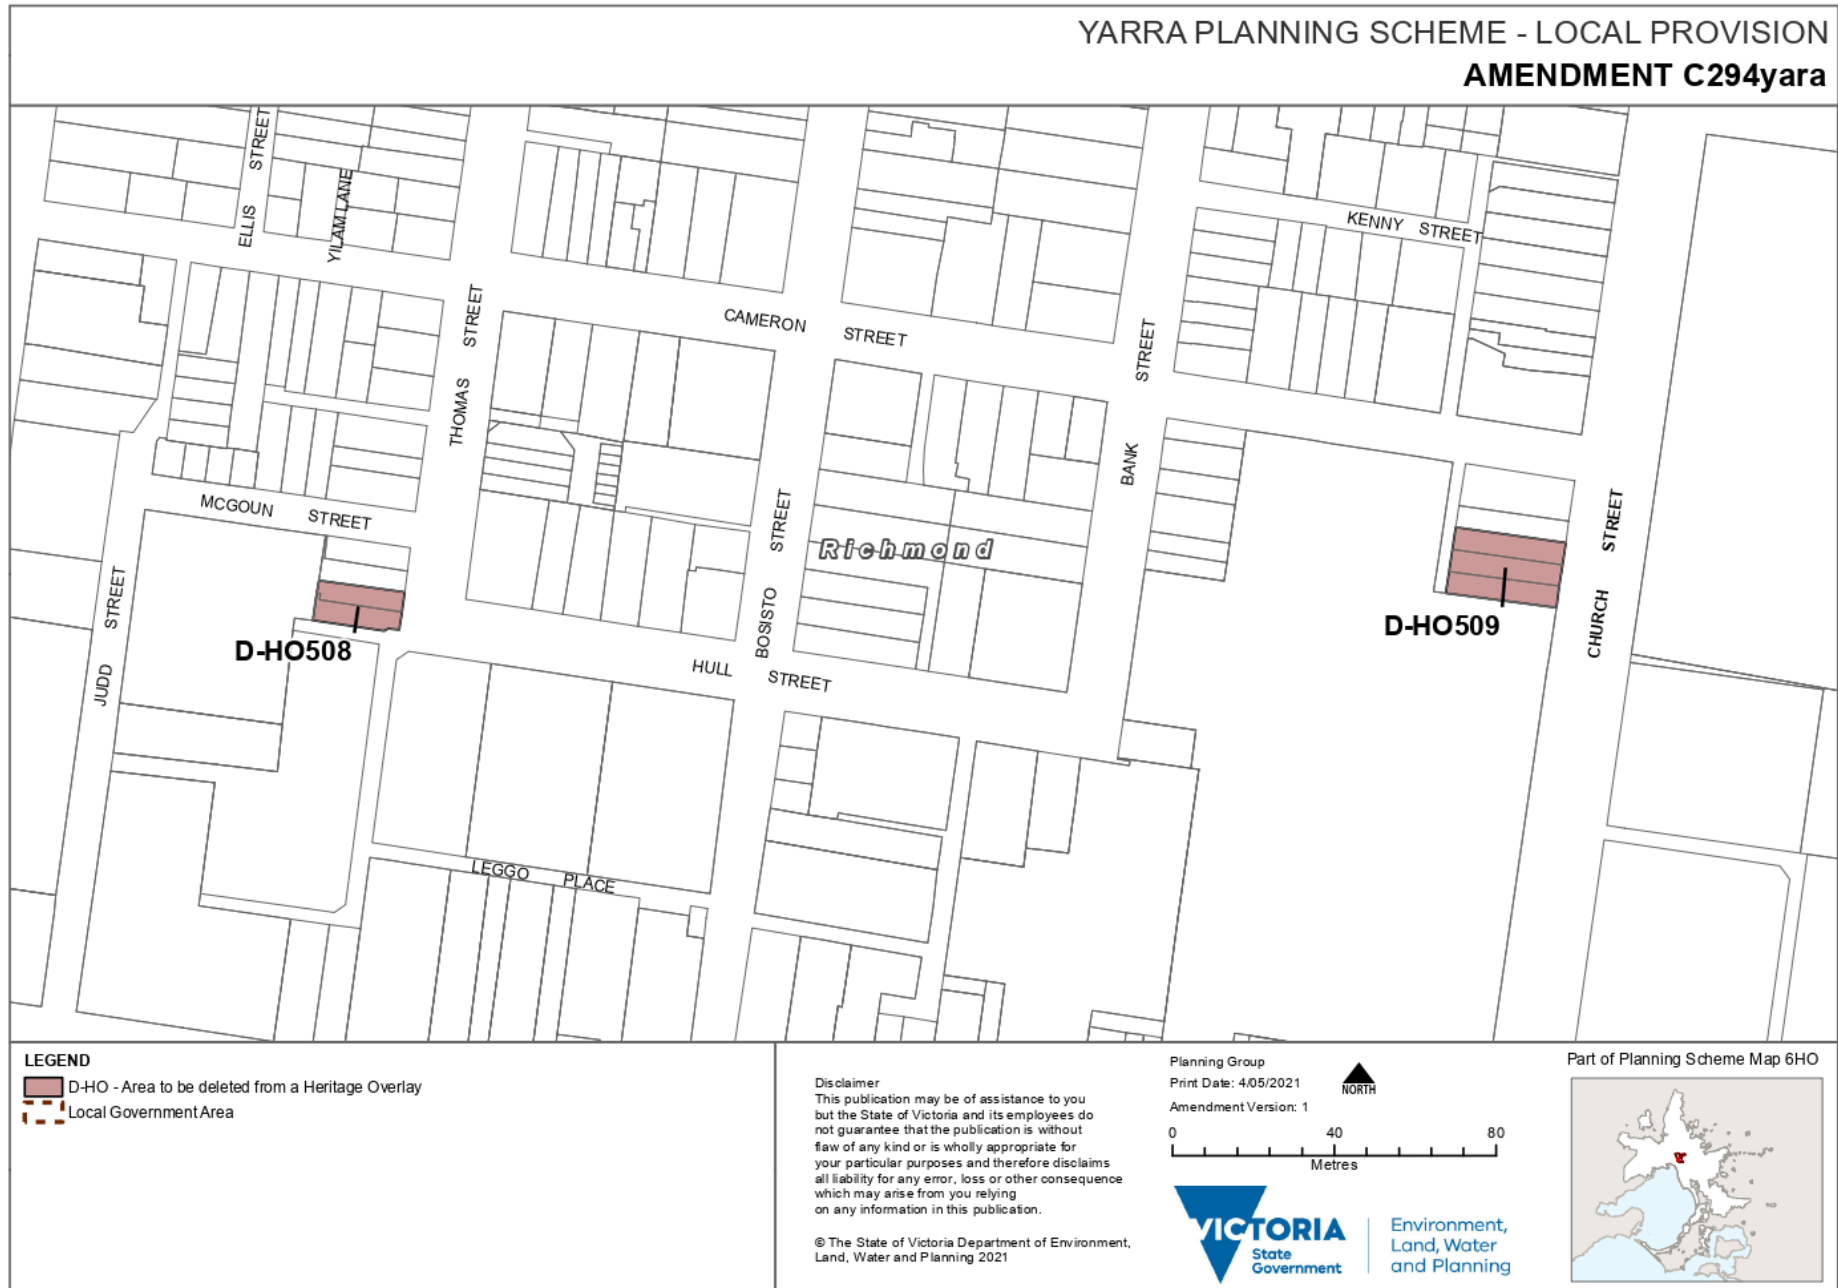 YARRA PLANNING SCHEME - LOCAL PROVISION
AMENDMENT C294yara
ELLIS STREET
YILAM LANE
KENNY STREET
THOMAS STREET
CAMERON STREET
BANK STREET
MCGOUN STREET
Richmond
BOSISTO STREET
CHURCH STREET
JUDD STREET
D-HO508
D-HO509
HULL STREET
LEGGO PLACE
LEGEND
D-HO - Area to be deleted from a Heritage Overlay
Local Government Area
Disclaimer
This publication may be of assistance to you
but the State of Victoria and its employees do
not guarantee that the publication is without
flaw of any kind or is wholly appropriate for
your particular purposes and therefore disclaims
all liability for any error, loss or other consequence
which may arise from you relying
on any information in this publication.
© The State of Victoria Department of Environment,
Land, Water and Planning 2021
Planning Group
Print Date: 4/05/2021
Amendment Version: 1
NORTH
0 40 80
Metres
VICTORIA
State
Government
Environment,
Land, Water
and Planning
Part of Planning Scheme Map 6HO